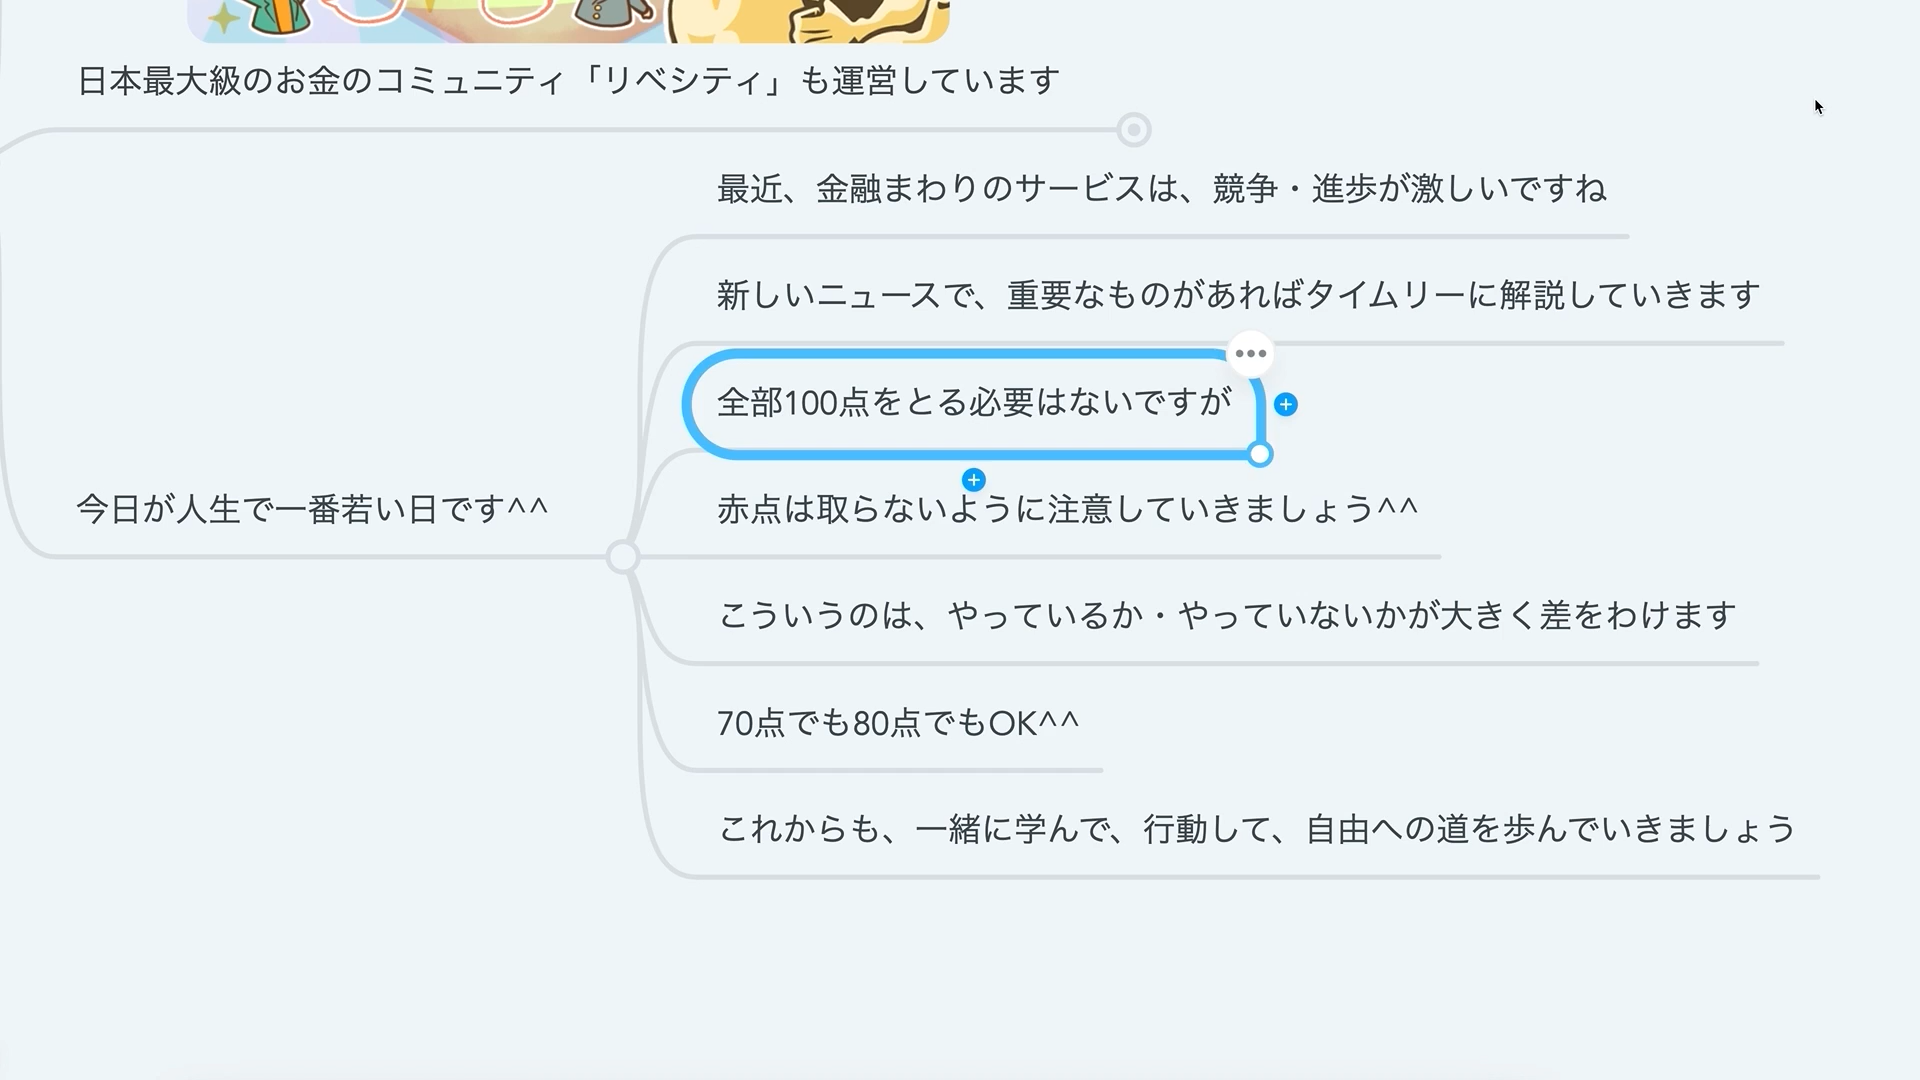 日本最大級のお金のコミュニティ「リベシティ」も運営しています
最近、金融まわりのサービスは、競争・進歩が激しいですね
新しいニュースで、重要なものがあればタイムリーに解説していきます
全部100点をとる必要はないですが
今日が人生で一番若い日です^^
赤点は取らないように注意していきましょう^^
こういうのは、やっているか・やっていないかが大きく差をわけます
70点でも80点でもOK^^
これからも、一緒に学んで、行動して、自由への道を歩んでいきましょう